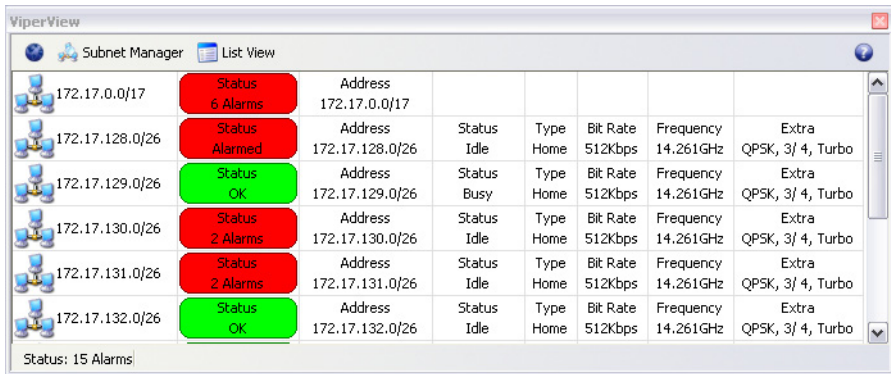 ViperView
Subnet Manager List View
172.17.0.0/17 Status 6 Alarms Address 172.17.0.0/17
172.17.128.0/26 Status Alarmed Address 172.17.128.0/26 Status Idle Type Home Bit Rate 512Kbps Frequency 14.261GHz Extra QPSK, 3/ 4, Turbo
172.17.129.0/26 Status OK Address 172.17.129.0/26 Status Busy Type Home Bit Rate 512Kbps Frequency 14.261GHz Extra QPSK, 3/ 4, Turbo
172.17.130.0/26 Status 2 Alarms Address 172.17.130.0/26 Status Idle Type Home Bit Rate 512Kbps Frequency 14.261GHz Extra QPSK, 3/ 4, Turbo
172.17.131.0/26 Status 2 Alarms Address 172.17.131.0/26 Status Idle Type Home Bit Rate 512Kbps Frequency 14.261GHz Extra QPSK, 3/ 4, Turbo
172.17.132.0/26 Status OK Address 172.17.132.0/26 Status Idle Type Home Bit Rate 512Kbps Frequency 14.261GHz Extra QPSK, 3/ 4, Turbo
Status: 15 Alarms